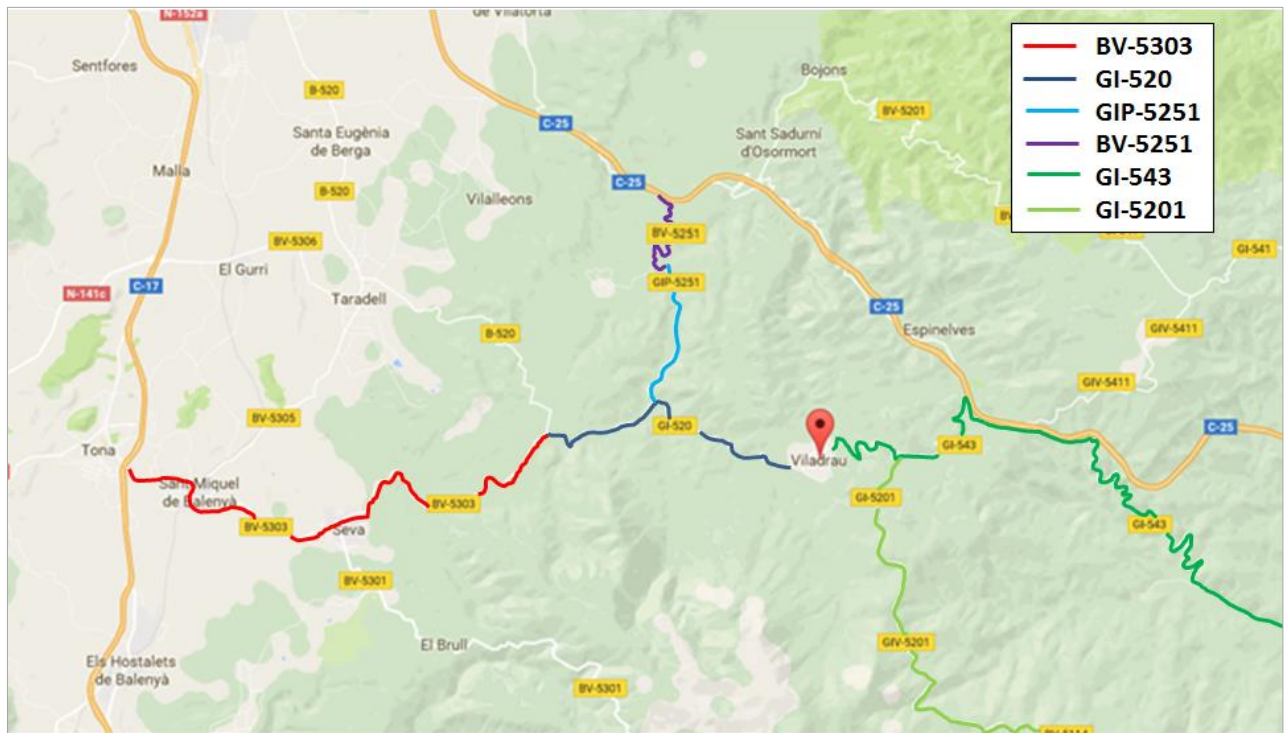 N-152a
de Vilatorta
Sentfores
Bojons
B-520
BV-5201
C-25
Santa Eugènia
de Berga
Sant Sadurní
d'Osormort
Malla
C-25
B-520
Vilalleons
BV-5251
BV-5306
GI-541
El Gurri
GIP-5251
C-17
N-141c
Taradell
C-25
Espinelves
GIV-5411
B-520
GIV-5411
BV-5305
GI-520
C-25
GI-543
Tona
Viladrau
Sant Miquel
de Balenyà
GI-5201
BV-5303
BV-5303
Seva
GI-543
BV-5301
El Brull
GIV-5201
Els Hostalets
de Balenyà
BV-5301
BV-5303
GI-520
GIP-5251
BV-5251
GI-543
GI-5201